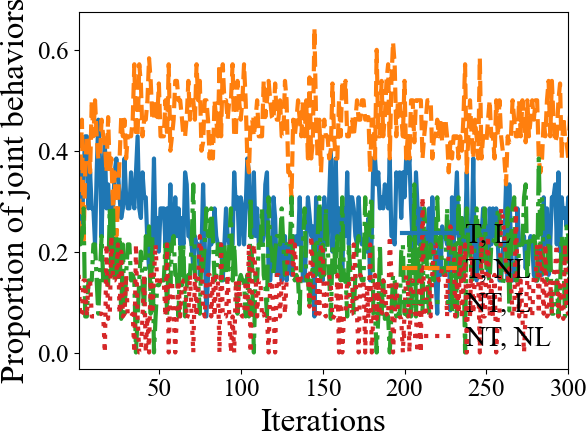 Proportion of joint behaviors
0.6
0.4
0.2
0.0
T, L
T, NL
NT, L
NT, NL
50
100
150
200
250
300
Iterations